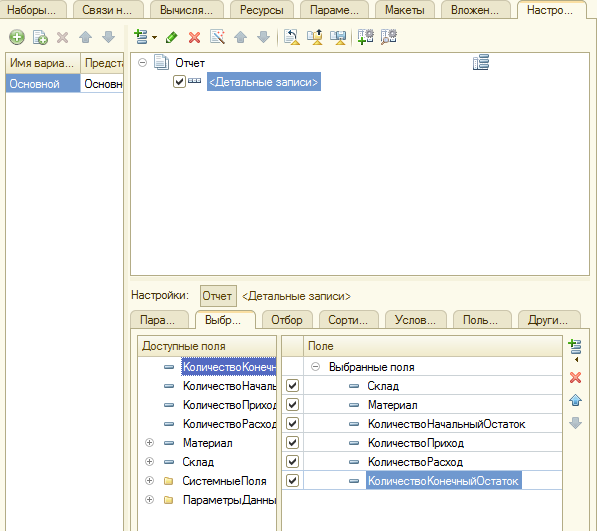 Наборы... Связи н... Вычисля... Ресурсы Параме... Макеты Вложен... Настро...
Имя вариа... Предста
Основной Основн
Отчет
<Детальные записи>
Настройки: Отчет <Детальные записи>
Пара... Выбр... Отбор Сорти... Услов... Поль... Други...
Доступные поля
КоличествоКонечн
КоличествоНачаль
КоличествоПриход
КоличествоРасход
Материал
Склад
СистемныеПоля
ПараметрыДанны
Поле
Выбранные поля
Склад
Материал
КоличествоНачальныйОстаток
КоличествоПриход
КоличествоРасход
КоличествоКонечныйОстаток